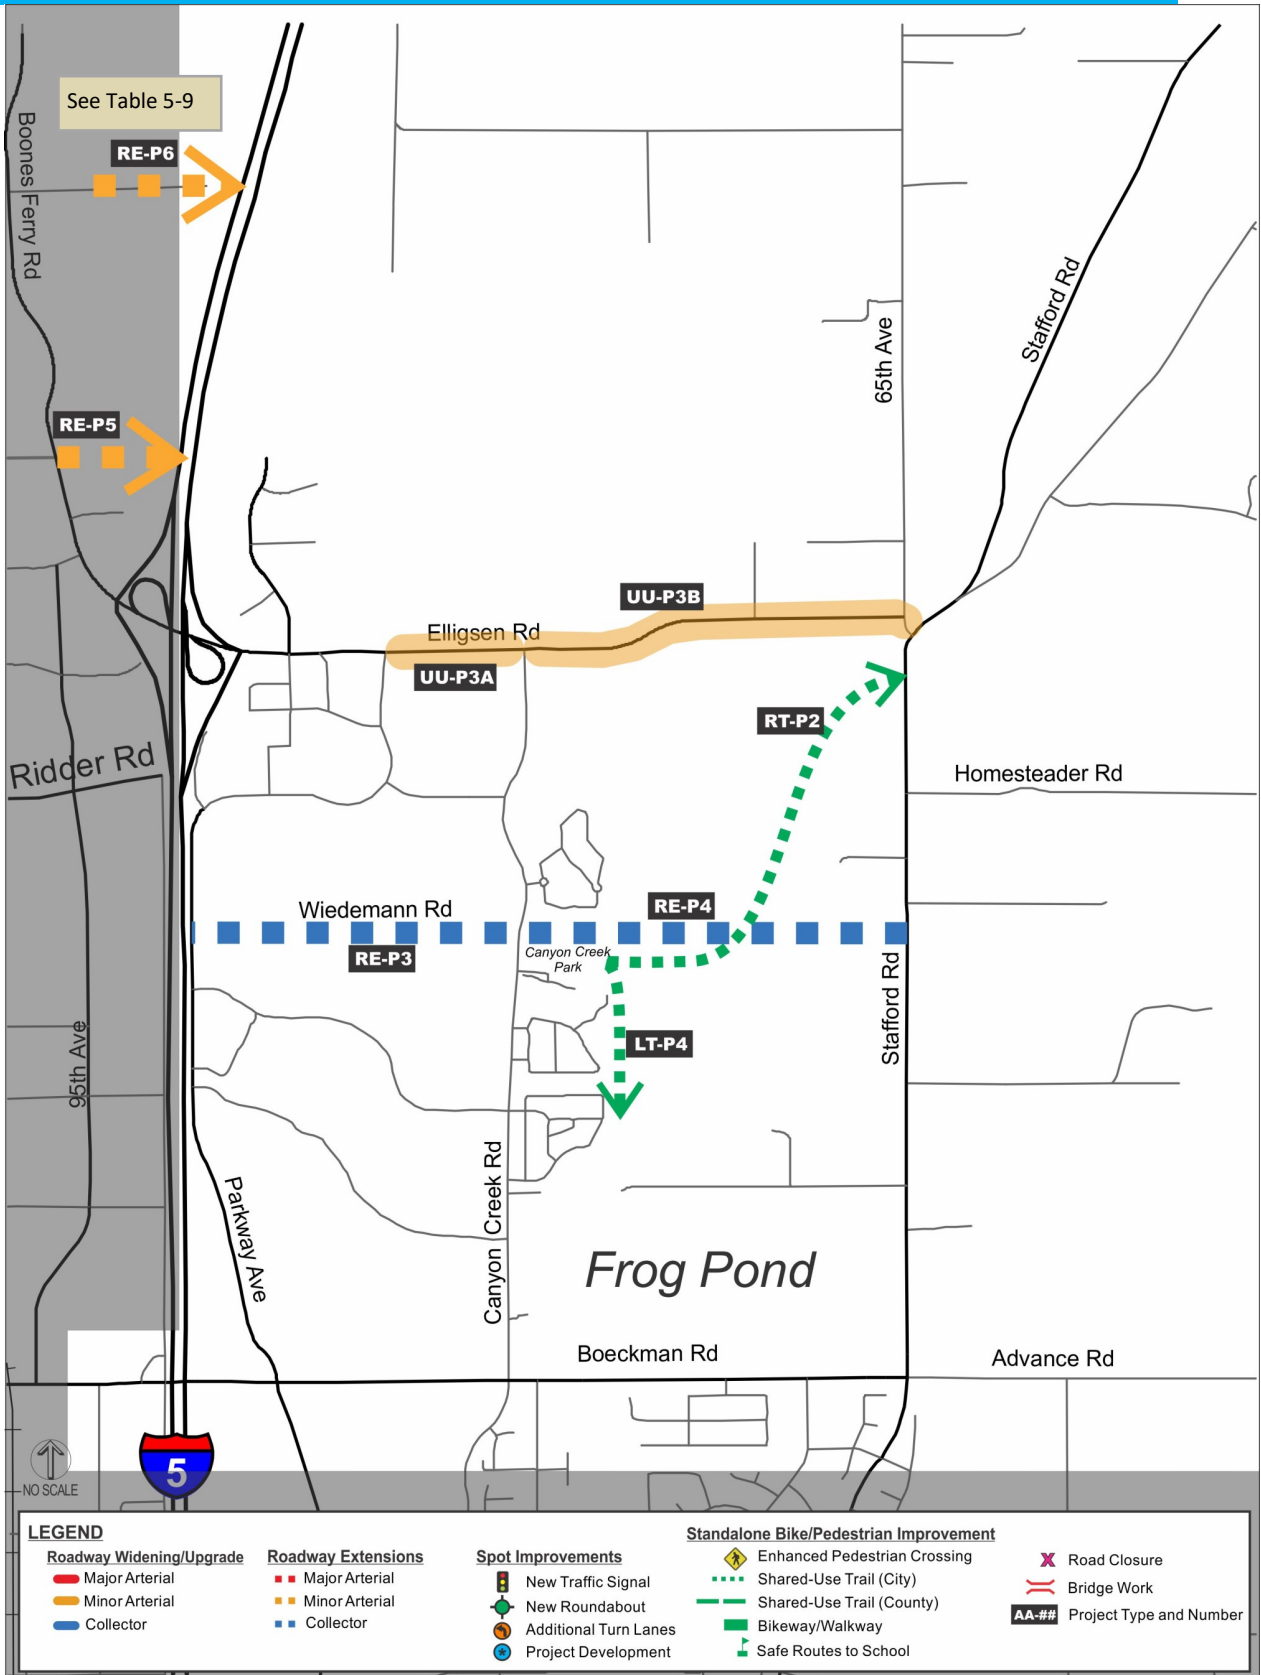 See Table 5-9
RE-P6
Boones Ferry Rd
Stafford Rd
65th Ave
RE-P5
UU-P3B
Elligsen Rd
UU-P3A
RT-P2
Ridder Rd
Homesteader Rd
Wiedemann Rd
RE-P4
RE-P3
Canyon Creek
Park
Stafford Rd
95th Ave
LT-P4
Parkway Ave
Canyon Creek Rd
Frog Pond
Boeckman Rd
Advance Rd
5
NO SCALE
LEGEND
Roadway Widening/Upgrade
Major Arterial
Minor Arterial
Collector
Roadway Extensions
Major Arterial
Minor Arterial
Collector
Spot Improvements
New Traffic Signal
New Roundabout
Additional Turn Lanes
Project Development
Standalone Bike/Pedestrian Improvement
Enhanced Pedestrian Crossing
Shared-Use Trail (City)
Shared-Use Trail (County)
Bikeway/Walkway
Safe Routes to School
Road Closure
Bridge Work
AA-## Project Type and Number